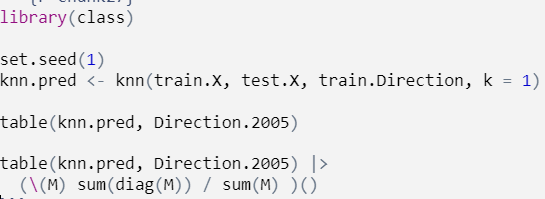 library(class)
set.seed(1)
knn.pred <- knn(train.X, test.X, train.Direction, k = 1)
table(knn.pred, Direction.2005)
table(knn.pred, Direction.2005) |>
(\(M) sum(diag(M)) / sum(M) )()